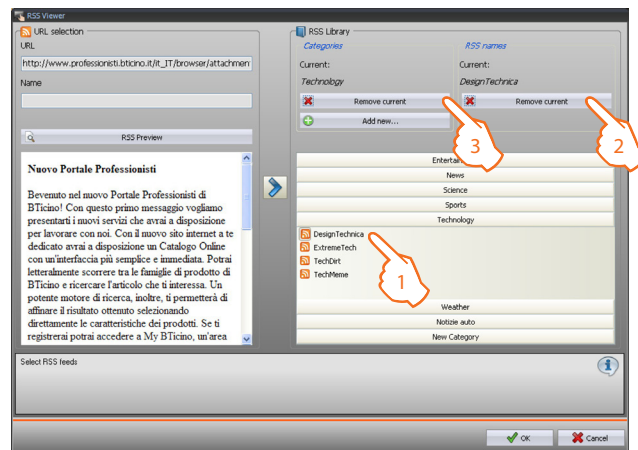 RSS Viewer
URL selection
URL
http://www.professionisti.bticino.it/it_IT/browser/attachmen
Name
RSS Preview
Nuovo Portale Professionisti
Bevenuto nel nuovo Portale Professionisti di
BTicino! Con questo primo messaggio vogliamo
presentarti i nuovi servizi che avrai a disposizione
per lavorare con noi. Con il nuovo sito internet a te
dedicato avrai a disposizione un Catalogo Online
con un'interfaccia più semplice e immediata. Potrai
letteralmente scorrere tra le famiglie di prodotto di
BTicino e ricercare l'articolo che ti interessa. Un
potente motore di ricerca, inoltre, ti permetterà di
affinare il risultato ottenuto selezionando
direttamente le caratteristiche dei prodotti. Se ti
registrerai potrai accedere a My BTicino, un'area
RSS Library
Categories
Current:
Technology
Remove current
Add new...
RSS names
Current:
DesignTechnica
Remove current
3
2
News
Science
Sports
Technology
DesignTechnica
ExtremeTech
TechDirt
TechMeme
1
Weather
Notizie auto
New Category
Select RSS feeds
OK
Cancel